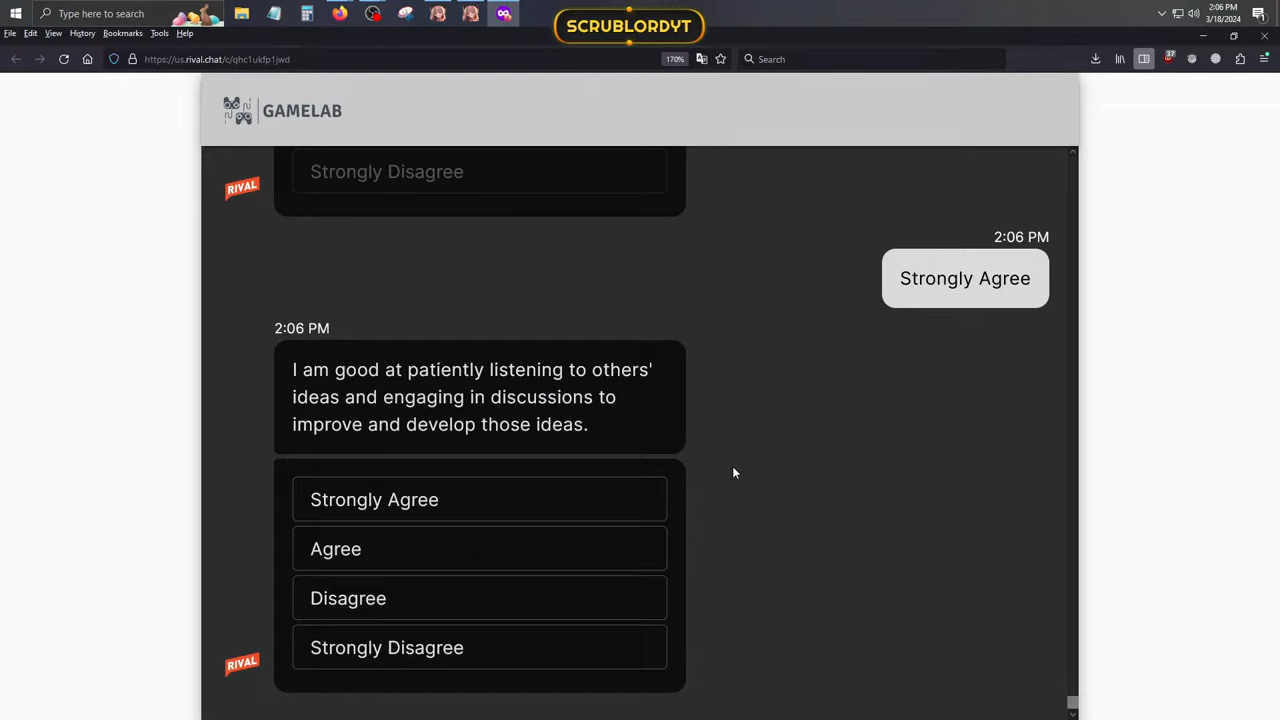 Type here to search
SCRUBLORDYT
2:06 PM
3/18/2024
1
File Edit View History Bookmarks Tools Help
https://us.rival.chat/c/qhc1ukfp1jwd
170%
Search
37
GAMELAB
Strongly Disagree
RIVAL
2:06 PM
Strongly Agree
2:06 PM
I am good at patiently listening to others'
ideas and engaging in discussions to
improve and develop those ideas.
Strongly Agree
Agree
Disagree
Strongly Disagree
RIVAL